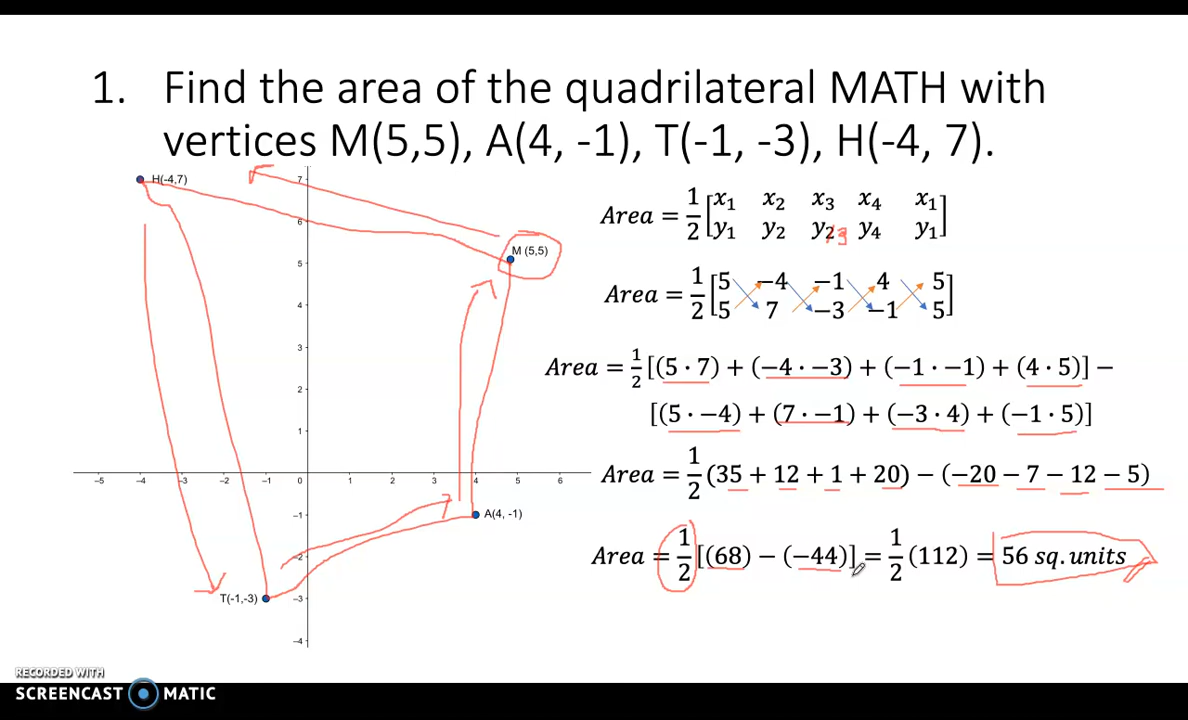 1. Find the area of the quadrilateral MATH with
vertices M(5,5), A(4, -1), T(-1, -3), H(-4, 7).
H(-4,7)
M (5,5)
A(4, -1)
T(-1,-3)
7
6
5
4
3
2
1
0
-1
-2
-3
-4
-5 -4 -3 -2 -1 0 1 2 3 4 5 6
Area = 1/2 [x₁ x₂ x₃ x₄ x₁
y₁ y₂ y₂ 3 y₄ y₁]
Area = 1/2 [5 −4 −1 4 5
5 7 −3 −1 5]
Area = 1/2 [(5 · 7) + (−4 · −3) + (−1 · −1) + (4 · 5)] −
[(5 · −4) + (7 · −1) + (−3 · 4) + (−1 · 5)]
Area = 1/2 (35 + 12 + 1 + 20) − (−20 − 7 − 12 − 5)
Area = 1/2 [(68) − (−44)] = 1/2 (112) = 56 sq. units
RECORDED WITH
SCREENCAST MATIC